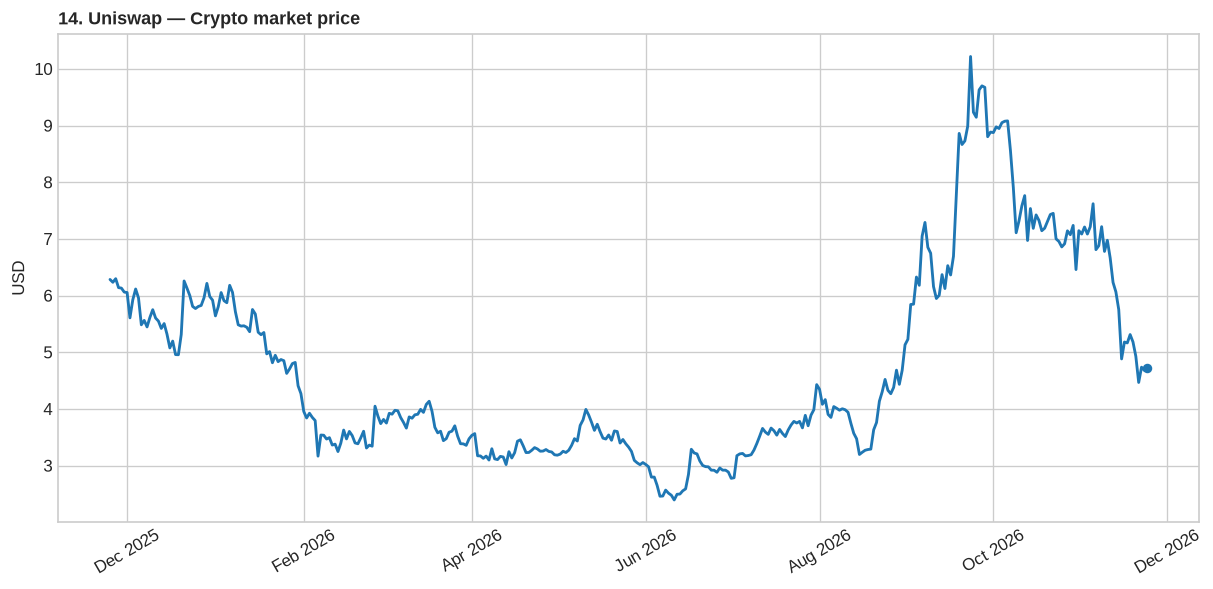 14. Uniswap — Crypto market price
USD
10
9
8
7
6
5
4
3
Dec 2025
Feb 2026
Apr 2026
Jun 2026
Aug 2026
Oct 2026
Dec 2026